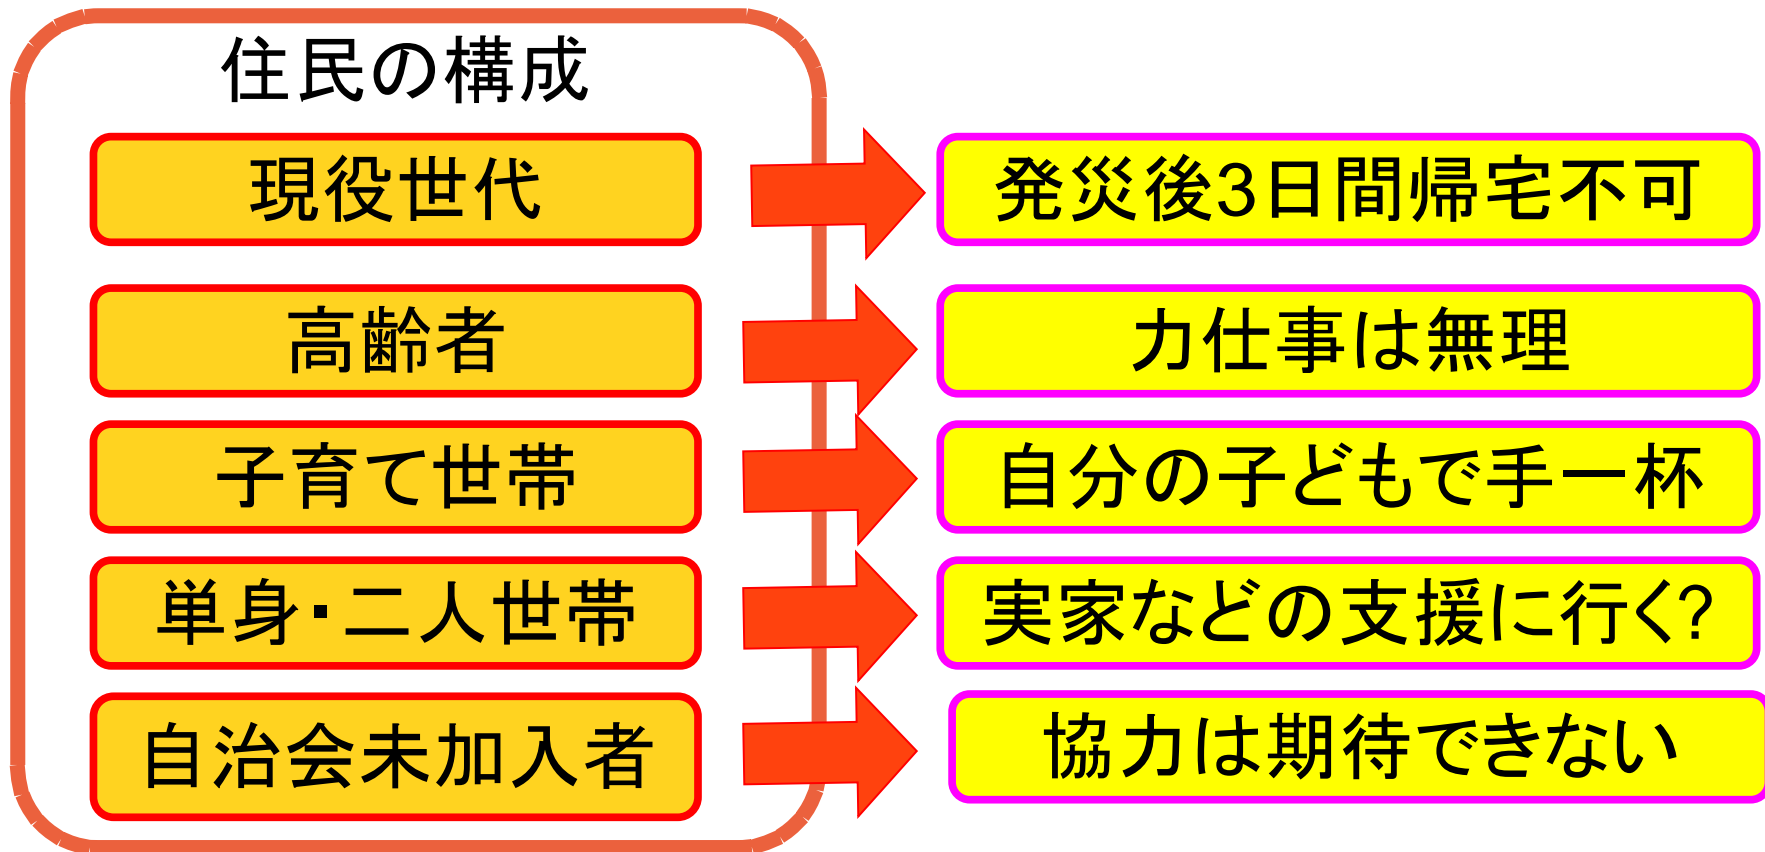 住民の構成
現役世代
発災後3日間帰宅不可
高齢者
力仕事は無理
子育て世帯
自分の子どもで手一杯
単身・二人世帯
実家などの支援に行く?
自治会未加入者
協力は期待できない